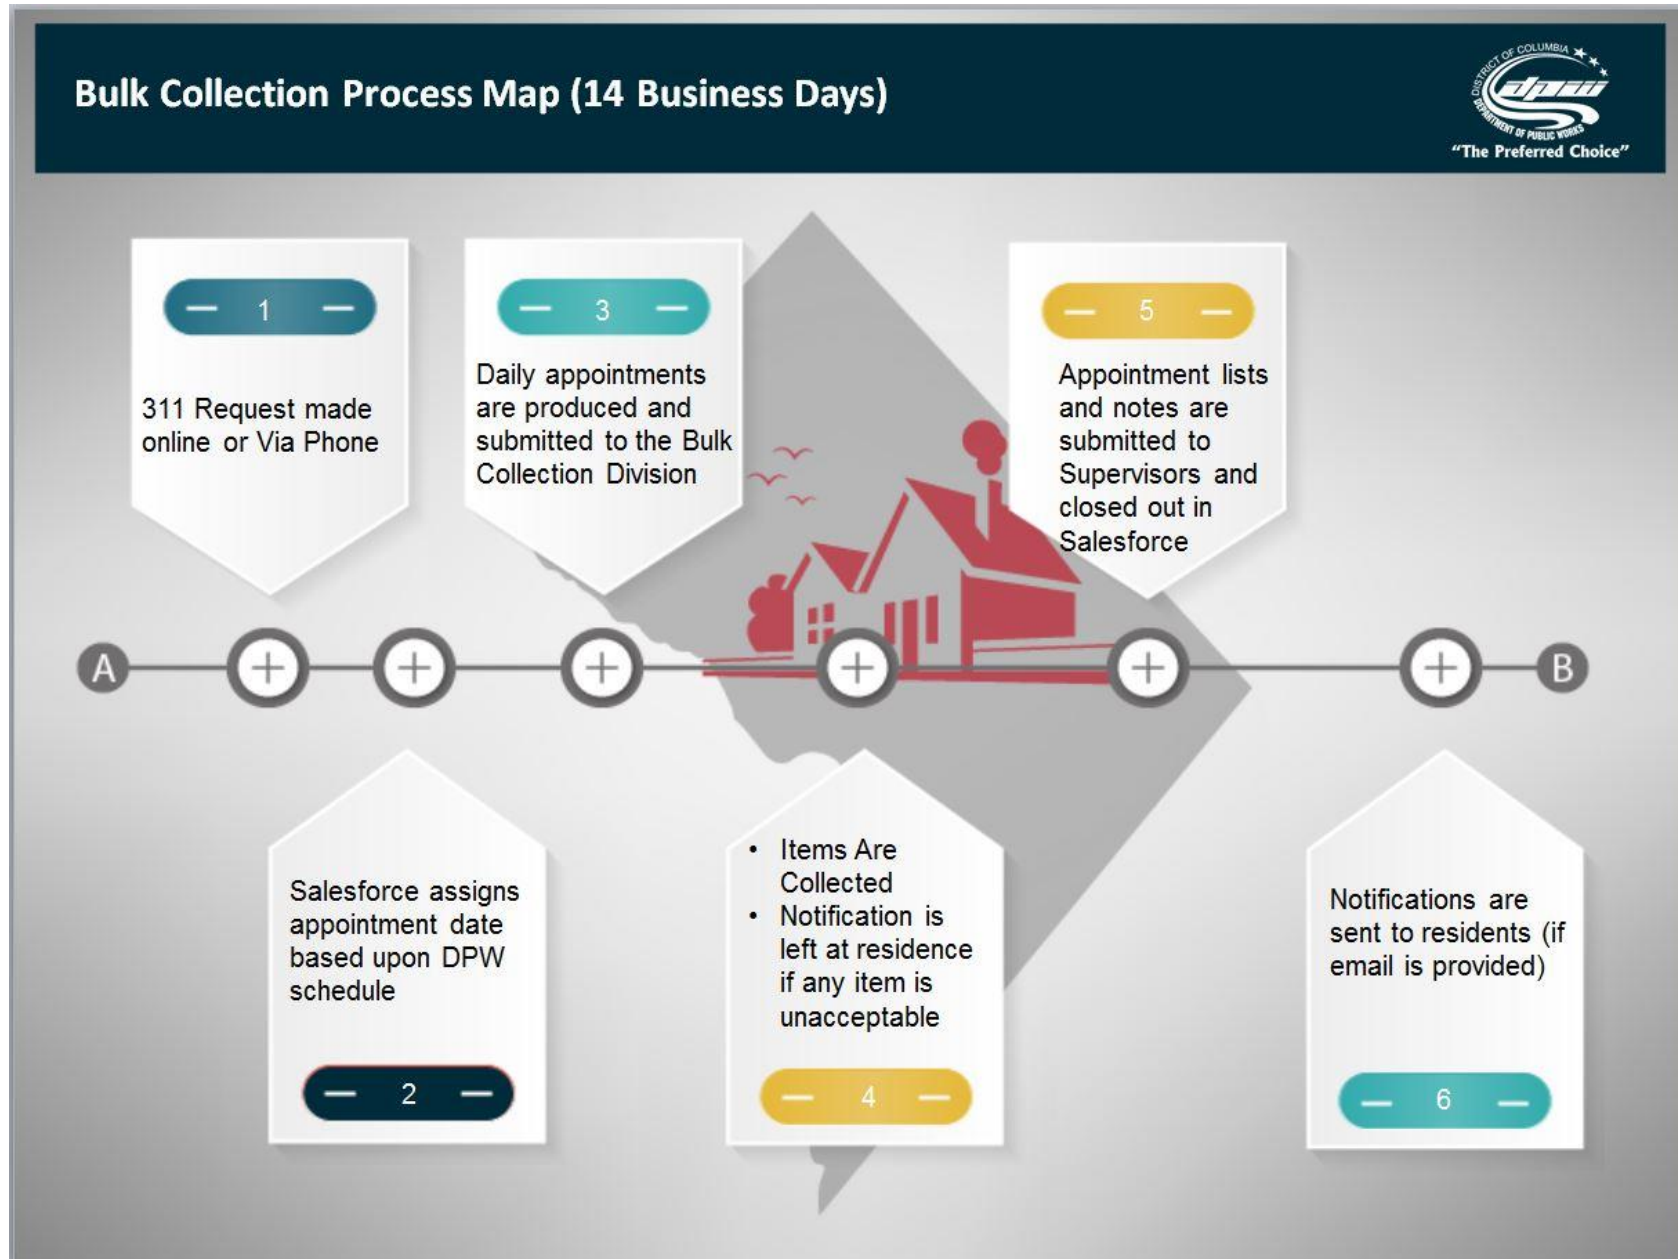 Bulk Collection Process Map (14 Business Days)
DISTRICT OF COLUMBIA
dpw
DEPARTMENT OF PUBLIC WORKS
"The Preferred Choice"
1
311 Request made
online or Via Phone
3
Daily appointments
are produced and
submitted to the Bulk
Collection Division
5
Appointment lists
and notes are
submitted to
Supervisors and
closed out in
Salesforce
A
B
Salesforce assigns
appointment date
based upon DPW
schedule
2
• Items Are
Collected
• Notification is
left at residence
if any item is
unacceptable
4
Notifications are
sent to residents (if
email is provided)
6